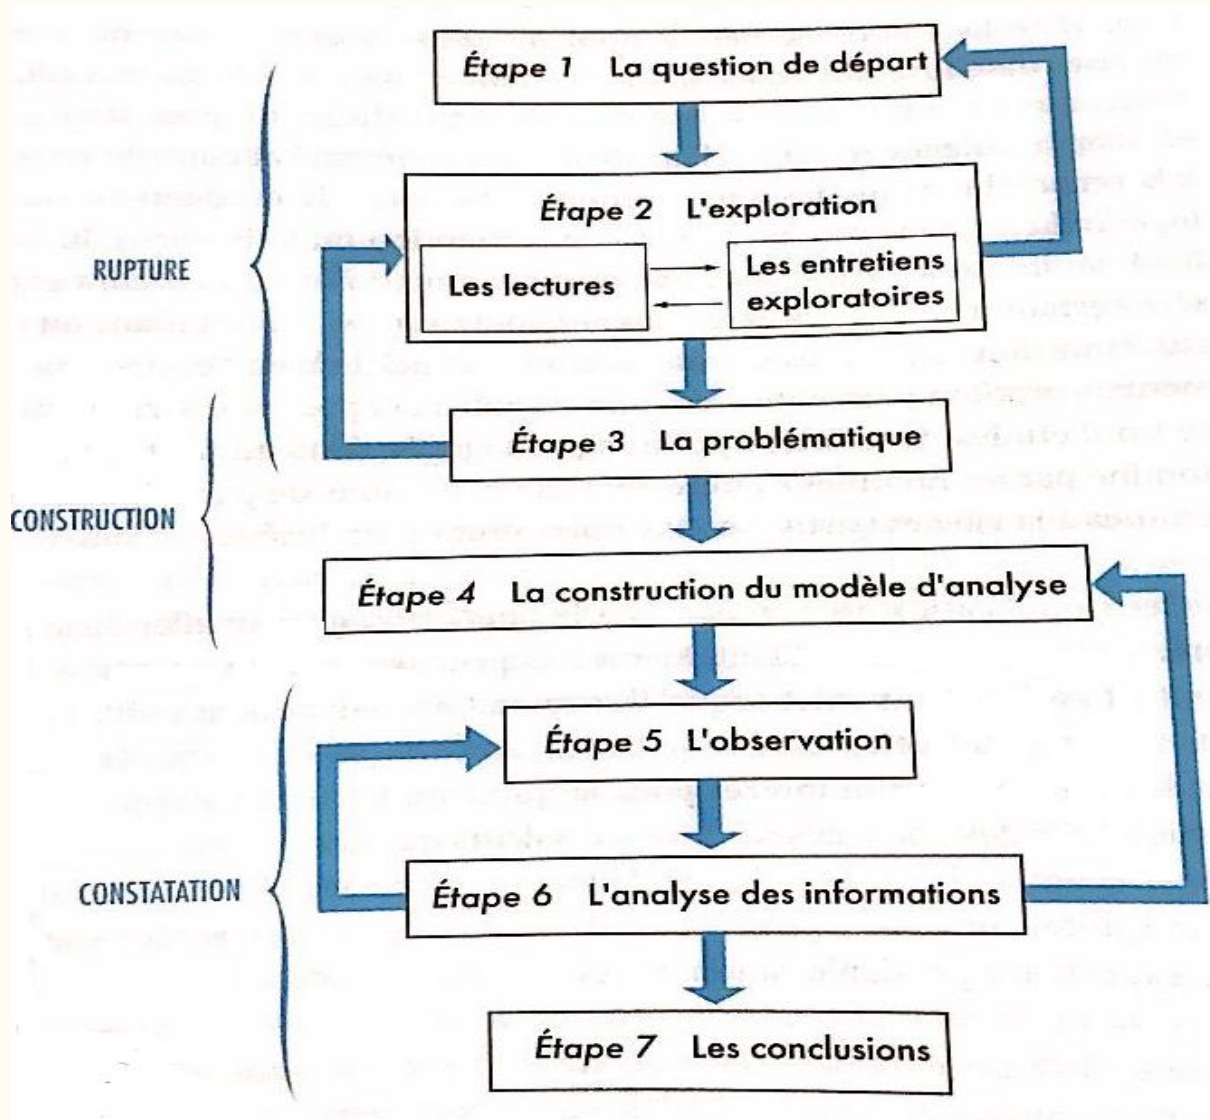 Étape 1 La question de départ
Étape 2 L'exploration
RUPTURE
Les lectures
Les entretiens
exploratoires
Étape 3 La problématique
CONSTRUCTION
Étape 4 La construction du modèle d'analyse
Étape 5 L'observation
CONSTATATION
Étape 6 L'analyse des informations
Étape 7 Les conclusions